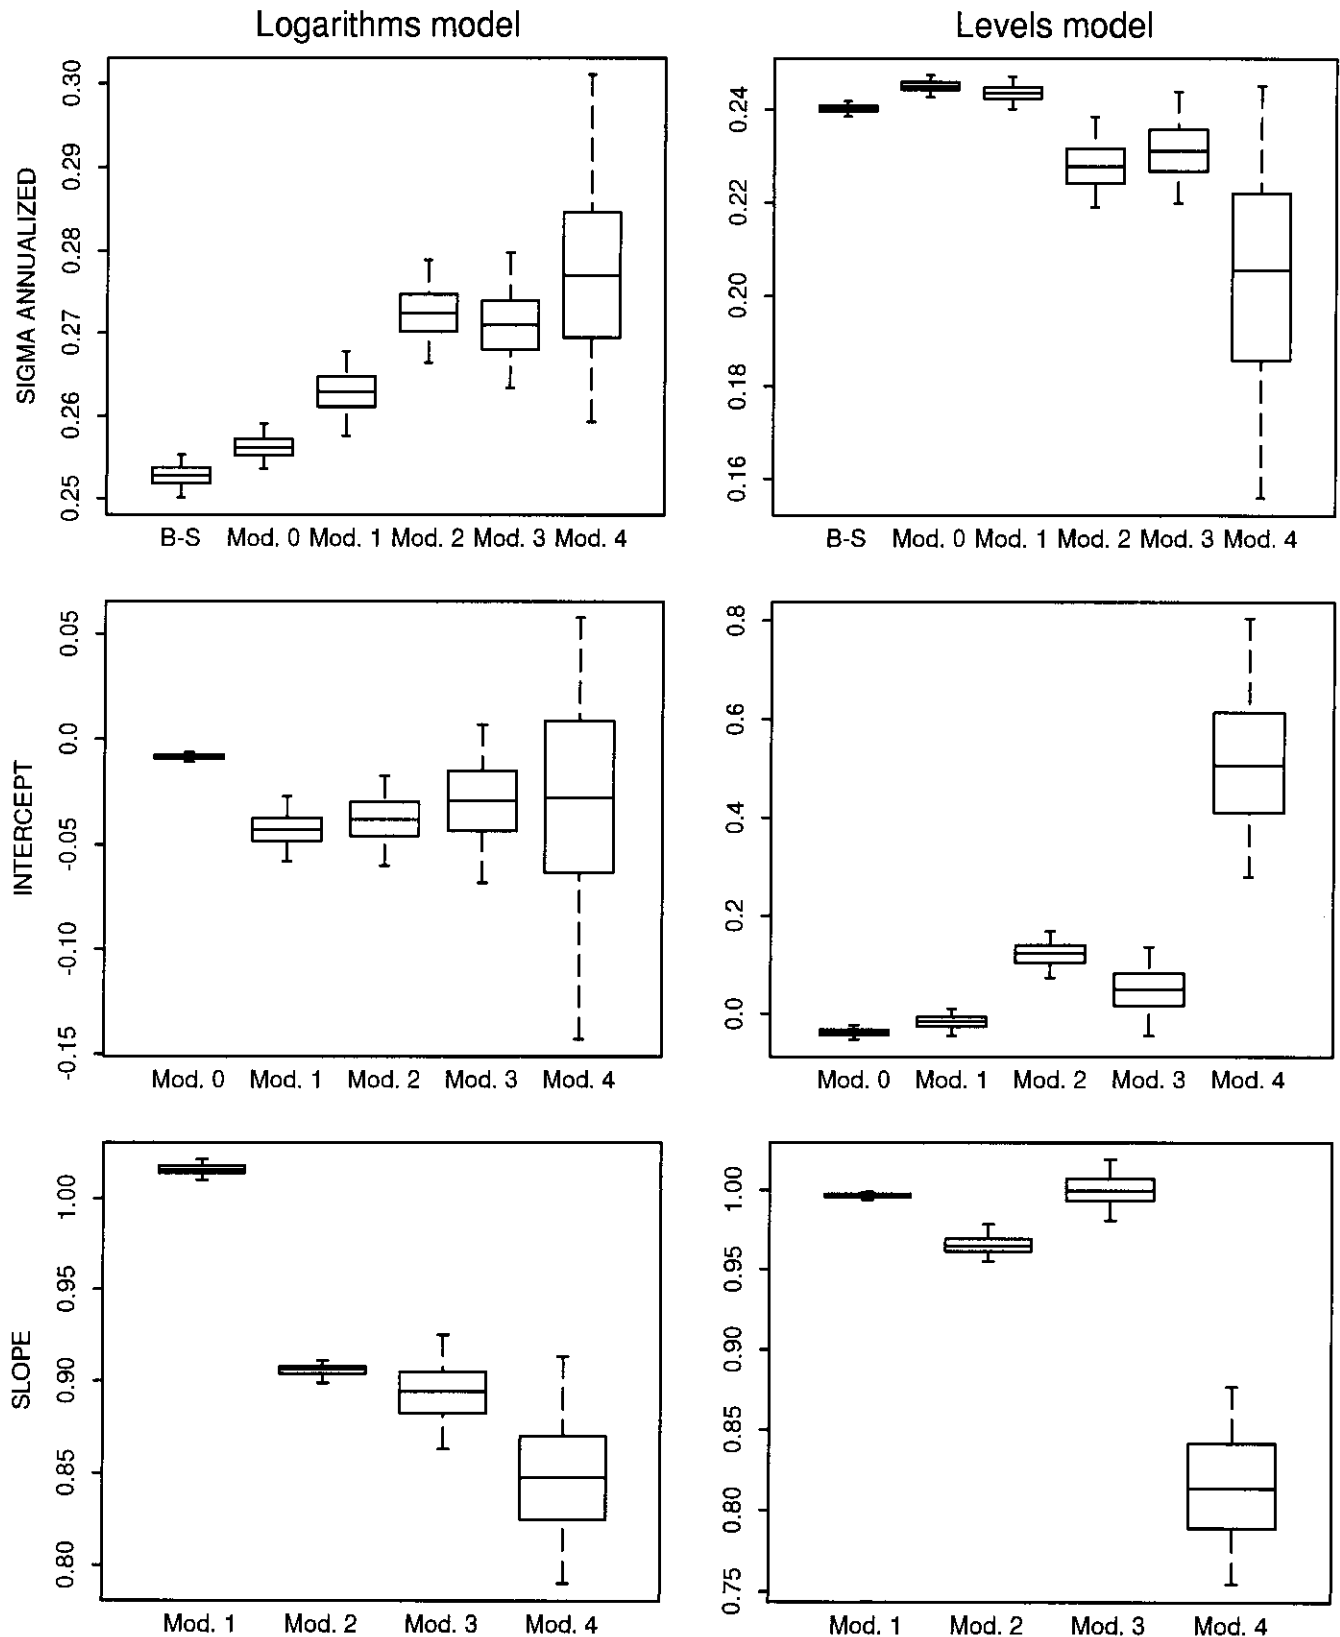 Logarithms model
Levels model
SIGMA ANNUALIZED
0.30
0.29
0.28
0.27
0.26
0.25
B-S Mod. 0 Mod. 1 Mod. 2 Mod. 3 Mod. 4
0.24
0.22
0.20
0.18
0.16
B-S Mod. 0 Mod. 1 Mod. 2 Mod. 3 Mod. 4
INTERCEPT
0.05
0.0
-0.05
-0.10
-0.15
Mod. 0 Mod. 1 Mod. 2 Mod. 3 Mod. 4
0.8
0.6
0.4
0.2
0.0
Mod. 0 Mod. 1 Mod. 2 Mod. 3 Mod. 4
SLOPE
1.00
0.95
0.90
0.85
0.80
Mod. 1 Mod. 2 Mod. 3 Mod. 4
1.00
0.95
0.90
0.85
0.80
0.75
Mod. 1 Mod. 2 Mod. 3 Mod. 4